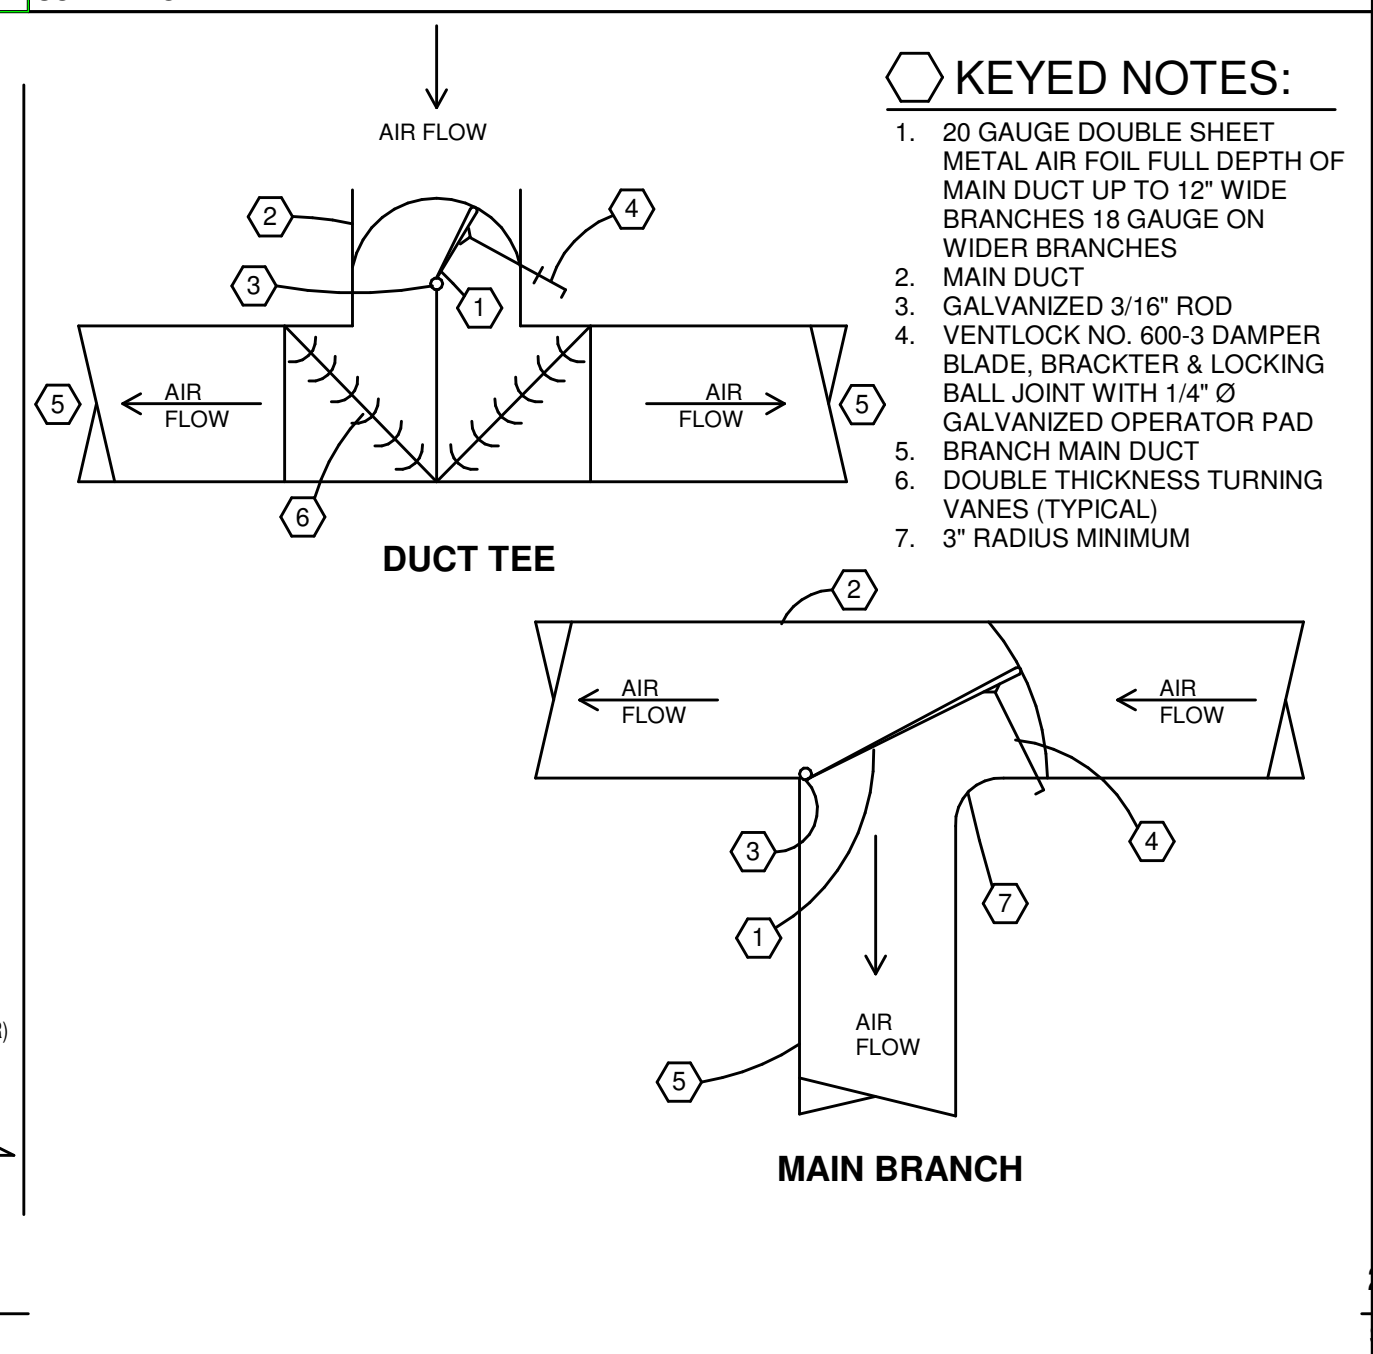 AIR FLOW
2
4
3
1
5
AIR
FLOW
AIR
FLOW
5
6
DUCT TEE
KEYED NOTES:
1. 20 GAUGE DOUBLE SHEET
METAL AIR FOIL FULL DEPTH OF
MAIN DUCT UP TO 12" WIDE
BRANCHES 18 GAUGE ON
WIDER BRANCHES
2. MAIN DUCT
3. GALVANIZED 3/16" ROD
4. VENTLOCK NO. 600-3 DAMPER
BLADE, BRACKTER & LOCKING
BALL JOINT WITH 1/4" Ø
GALVANIZED OPERATOR PAD
5. BRANCH MAIN DUCT
6. DOUBLE THICKNESS TURNING
VANES (TYPICAL)
7. 3" RADIUS MINIMUM
2
AIR
FLOW
AIR
FLOW
3
4
7
1
AIR
FLOW
5
MAIN BRANCH